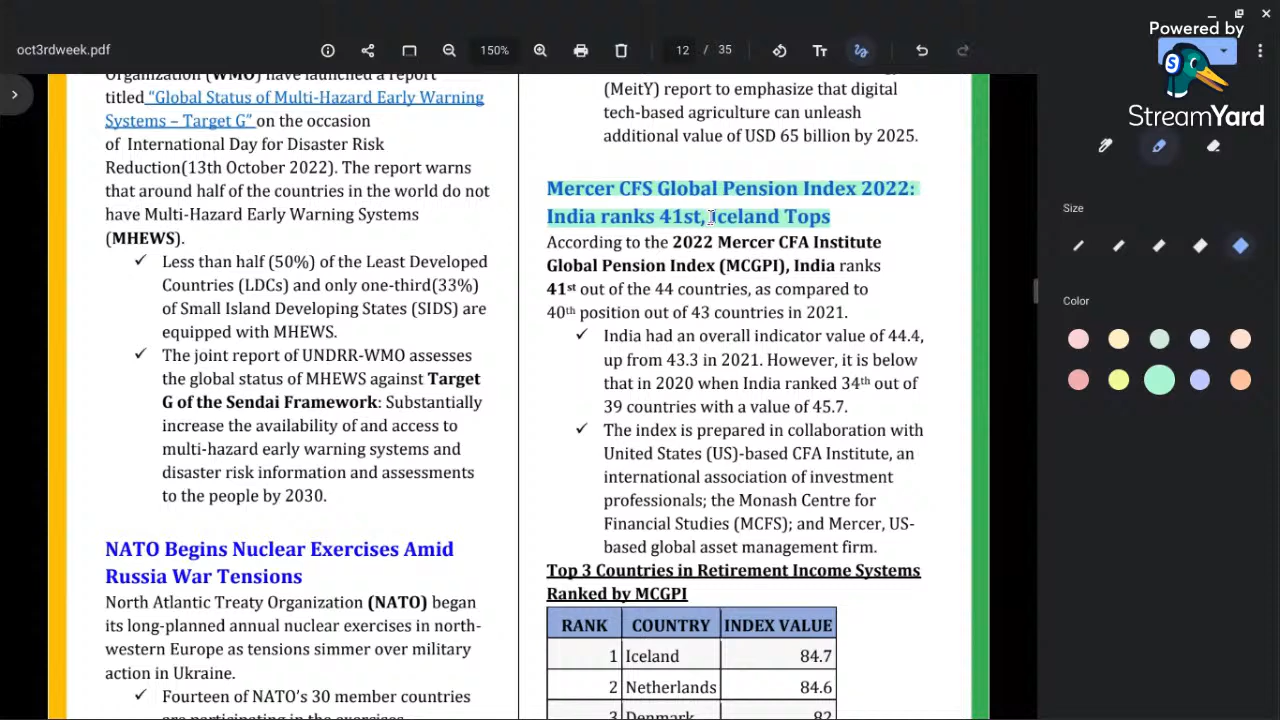 oct3rdweek.pdf
150%
12 / 35
Powered by
StreamYard
Organization (WMO) have launched a report
titled "Global Status of Multi-Hazard Early Warning
Systems – Target G" on the occasion
of International Day for Disaster Risk
Reduction(13th October 2022). The report warns
that around half of the countries in the world do not
have Multi-Hazard Early Warning Systems
(MHEWS).
✓ Less than half (50%) of the Least Developed
Countries (LDCs) and only one-third(33%)
of Small Island Developing States (SIDS) are
equipped with MHEWS.
✓ The joint report of UNDRR-WMO assesses
the global status of MHEWS against Target
G of the Sendai Framework: Substantially
increase the availability of and access to
multi-hazard early warning systems and
disaster risk information and assessments
to the people by 2030.
NATO Begins Nuclear Exercises Amid
Russia War Tensions
North Atlantic Treaty Organization (NATO) began
its long-planned annual nuclear exercises in north-
western Europe as tensions simmer over military
action in Ukraine.
✓ Fourteen of NATO's 30 member countries
are participating in the exercises
(MeitY) report to emphasize that digital
tech-based agriculture can unleash
additional value of USD 65 billion by 2025.
Mercer CFS Global Pension Index 2022:
India ranks 41st, Iceland Tops
According to the 2022 Mercer CFA Institute
Global Pension Index (MCGPI), India ranks
41st out of the 44 countries, as compared to
40th position out of 43 countries in 2021.
✓ India had an overall indicator value of 44.4,
up from 43.3 in 2021. However, it is below
that in 2020 when India ranked 34th out of
39 countries with a value of 45.7.
✓ The index is prepared in collaboration with
United States (US)-based CFA Institute, an
international association of investment
professionals; the Monash Centre for
Financial Studies (MCFS); and Mercer, US-
based global asset management firm.
Top 3 Countries in Retirement Income Systems
Ranked by MCGPI
RANK COUNTRY INDEX VALUE
1 Iceland 84.7
2 Netherlands 84.6
3 Denmark 82
Size
Color